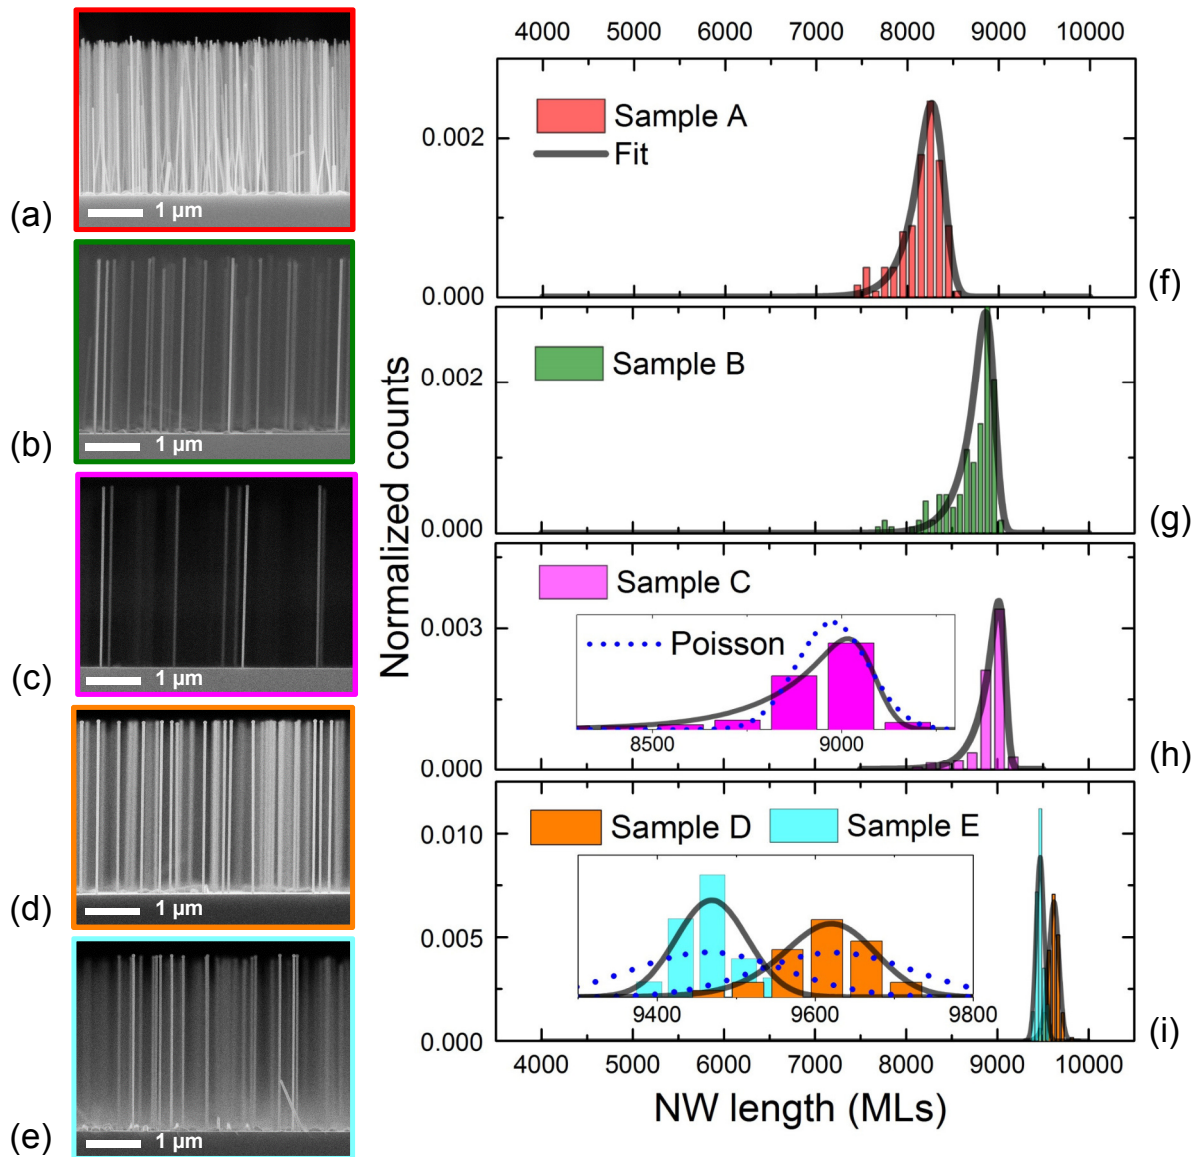 (a)
1 µm
(b)
1 µm
(c)
1 µm
(d)
1 µm
(e)
1 µm
4000 5000 6000 7000 8000 9000 10000
Normalized counts
0.002
0.000
Sample A
Fit
(f)
0.002
0.000
Sample B
(g)
0.003
0.000
Sample C
Poisson
8500 9000
(h)
0.010
0.005
0.000
Sample D Sample E
9400 9600 9800
(i)
4000 5000 6000 7000 8000 9000 10000
NW length (MLs)